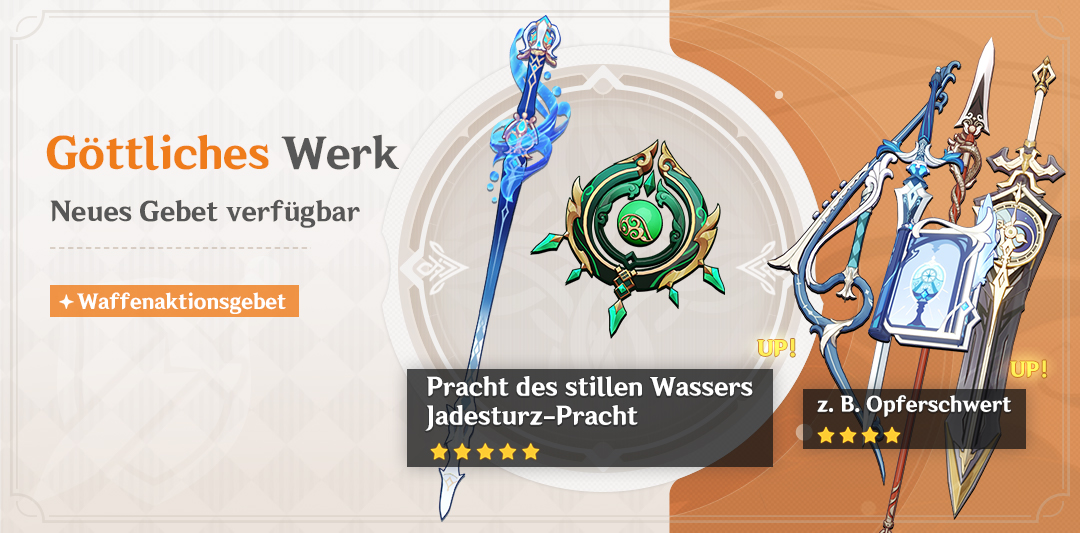 Göttliches Werk
Neues Gebet verfügbar
Waffenaktionsgebet
Pracht des stillen Wassers
Jadesturz-Pracht
UP!
z. B. Opferschwert
UP!